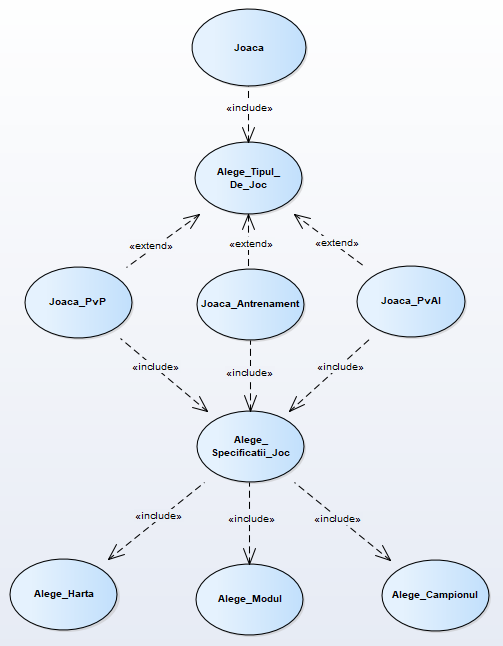 Joaca
«include»
Alege_Tipul_
De_Joc
«extend»
«extend»
«extend»
Joaca_PvP
Joaca_Antrenament
Joaca_PvAI
«include»
«include»
«include»
Alege_
Specificatii_Joc
«include»
«include»
«include»
Alege_Harta
Alege_Modul
Alege_Campionul